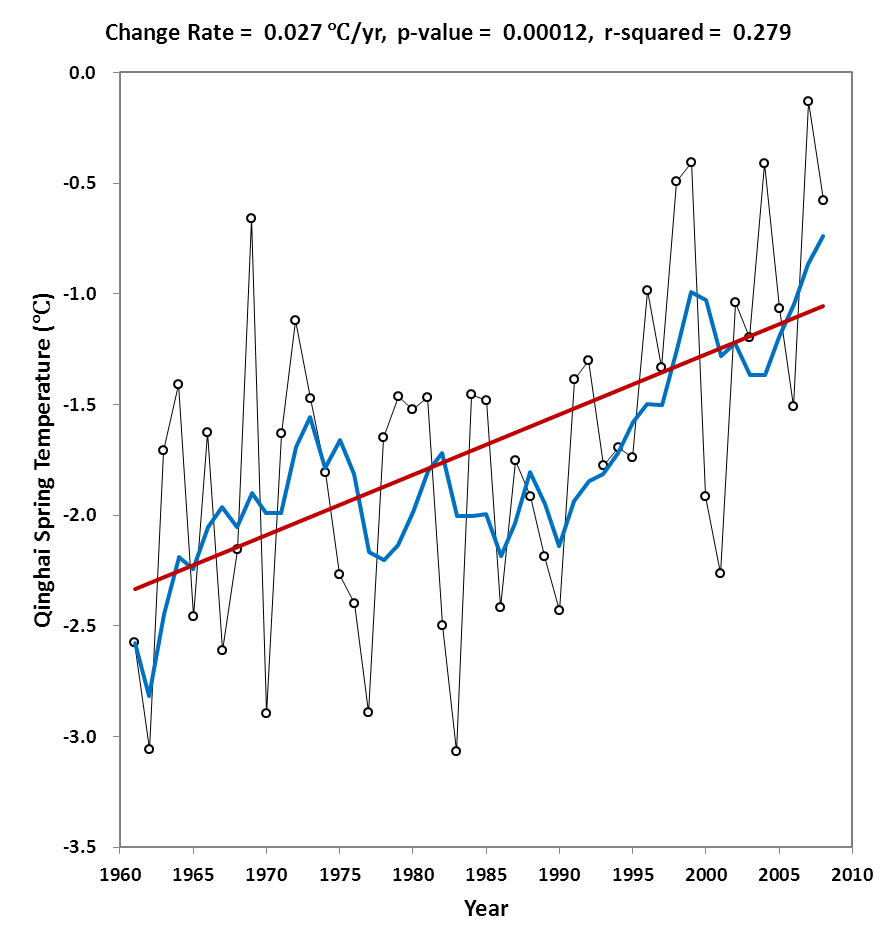 Change Rate = 0.027 °C/yr, p-value = 0.00012, r-squared = 0.279
0.0
-0.5
-1.0
-1.5
-2.0
-2.5
-3.0
-3.5
Qinghai Spring Temperature (°C)
1960 1965 1970 1975 1980 1985 1990 1995 2000 2005 2010
Year